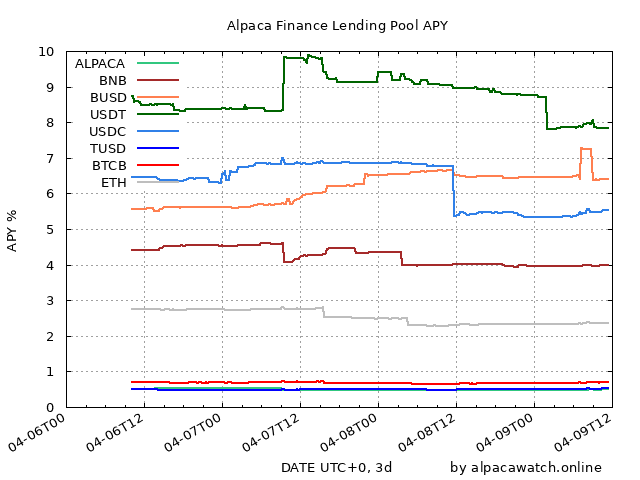 Alpaca Finance Lending Pool APY
10
9
8
7
6
5
4
3
2
1
0
APY %
ALPACA
BNB
BUSD
USDT
USDC
TUSD
BTCB
ETH
04-06T00
04-06T12
04-07T00
04-07T12
04-08T00
04-08T12
04-09T00
04-09T12
DATE UTC+0, 3d
by alpacawatch.online